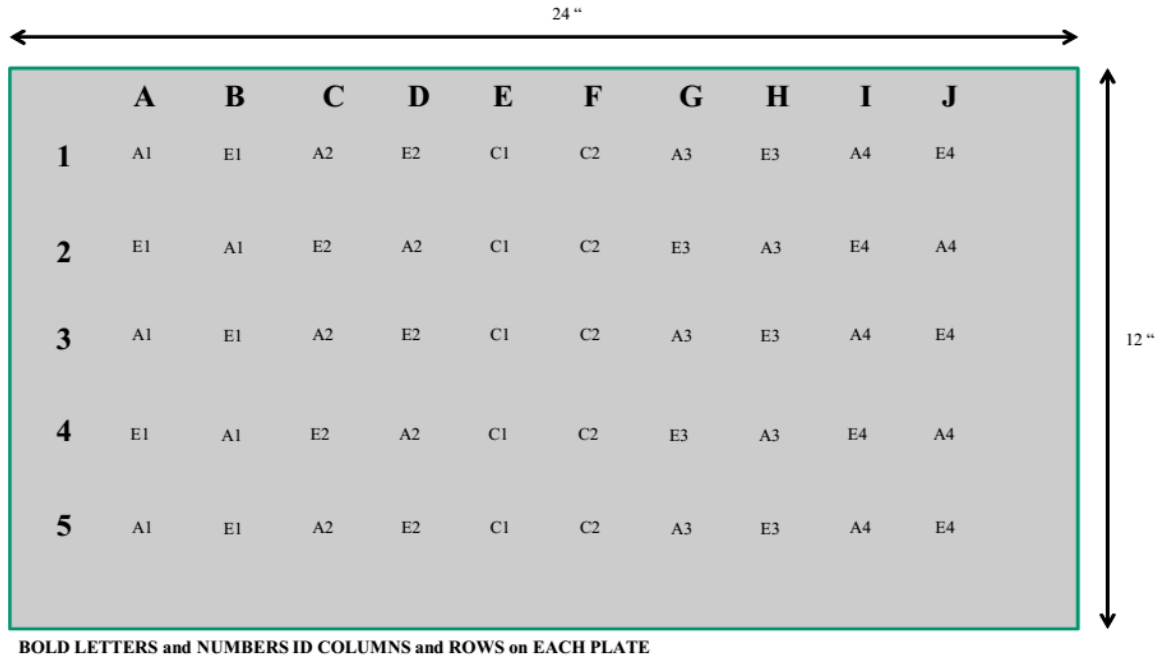 24 “
A B C D E F G H I J
1 A1 E1 A2 E2 C1 C2 A3 E3 A4 E4
2 E1 A1 E2 A2 C1 C2 E3 A3 E4 A4
3 A1 E1 A2 E2 C1 C2 A3 E3 A4 E4
12 “
4 E1 A1 E2 A2 C1 C2 E3 A3 E4 A4
5 A1 E1 A2 E2 C1 C2 A3 E3 A4 E4
BOLD LETTERS and NUMBERS ID COLUMNS and ROWS on EACH PLATE